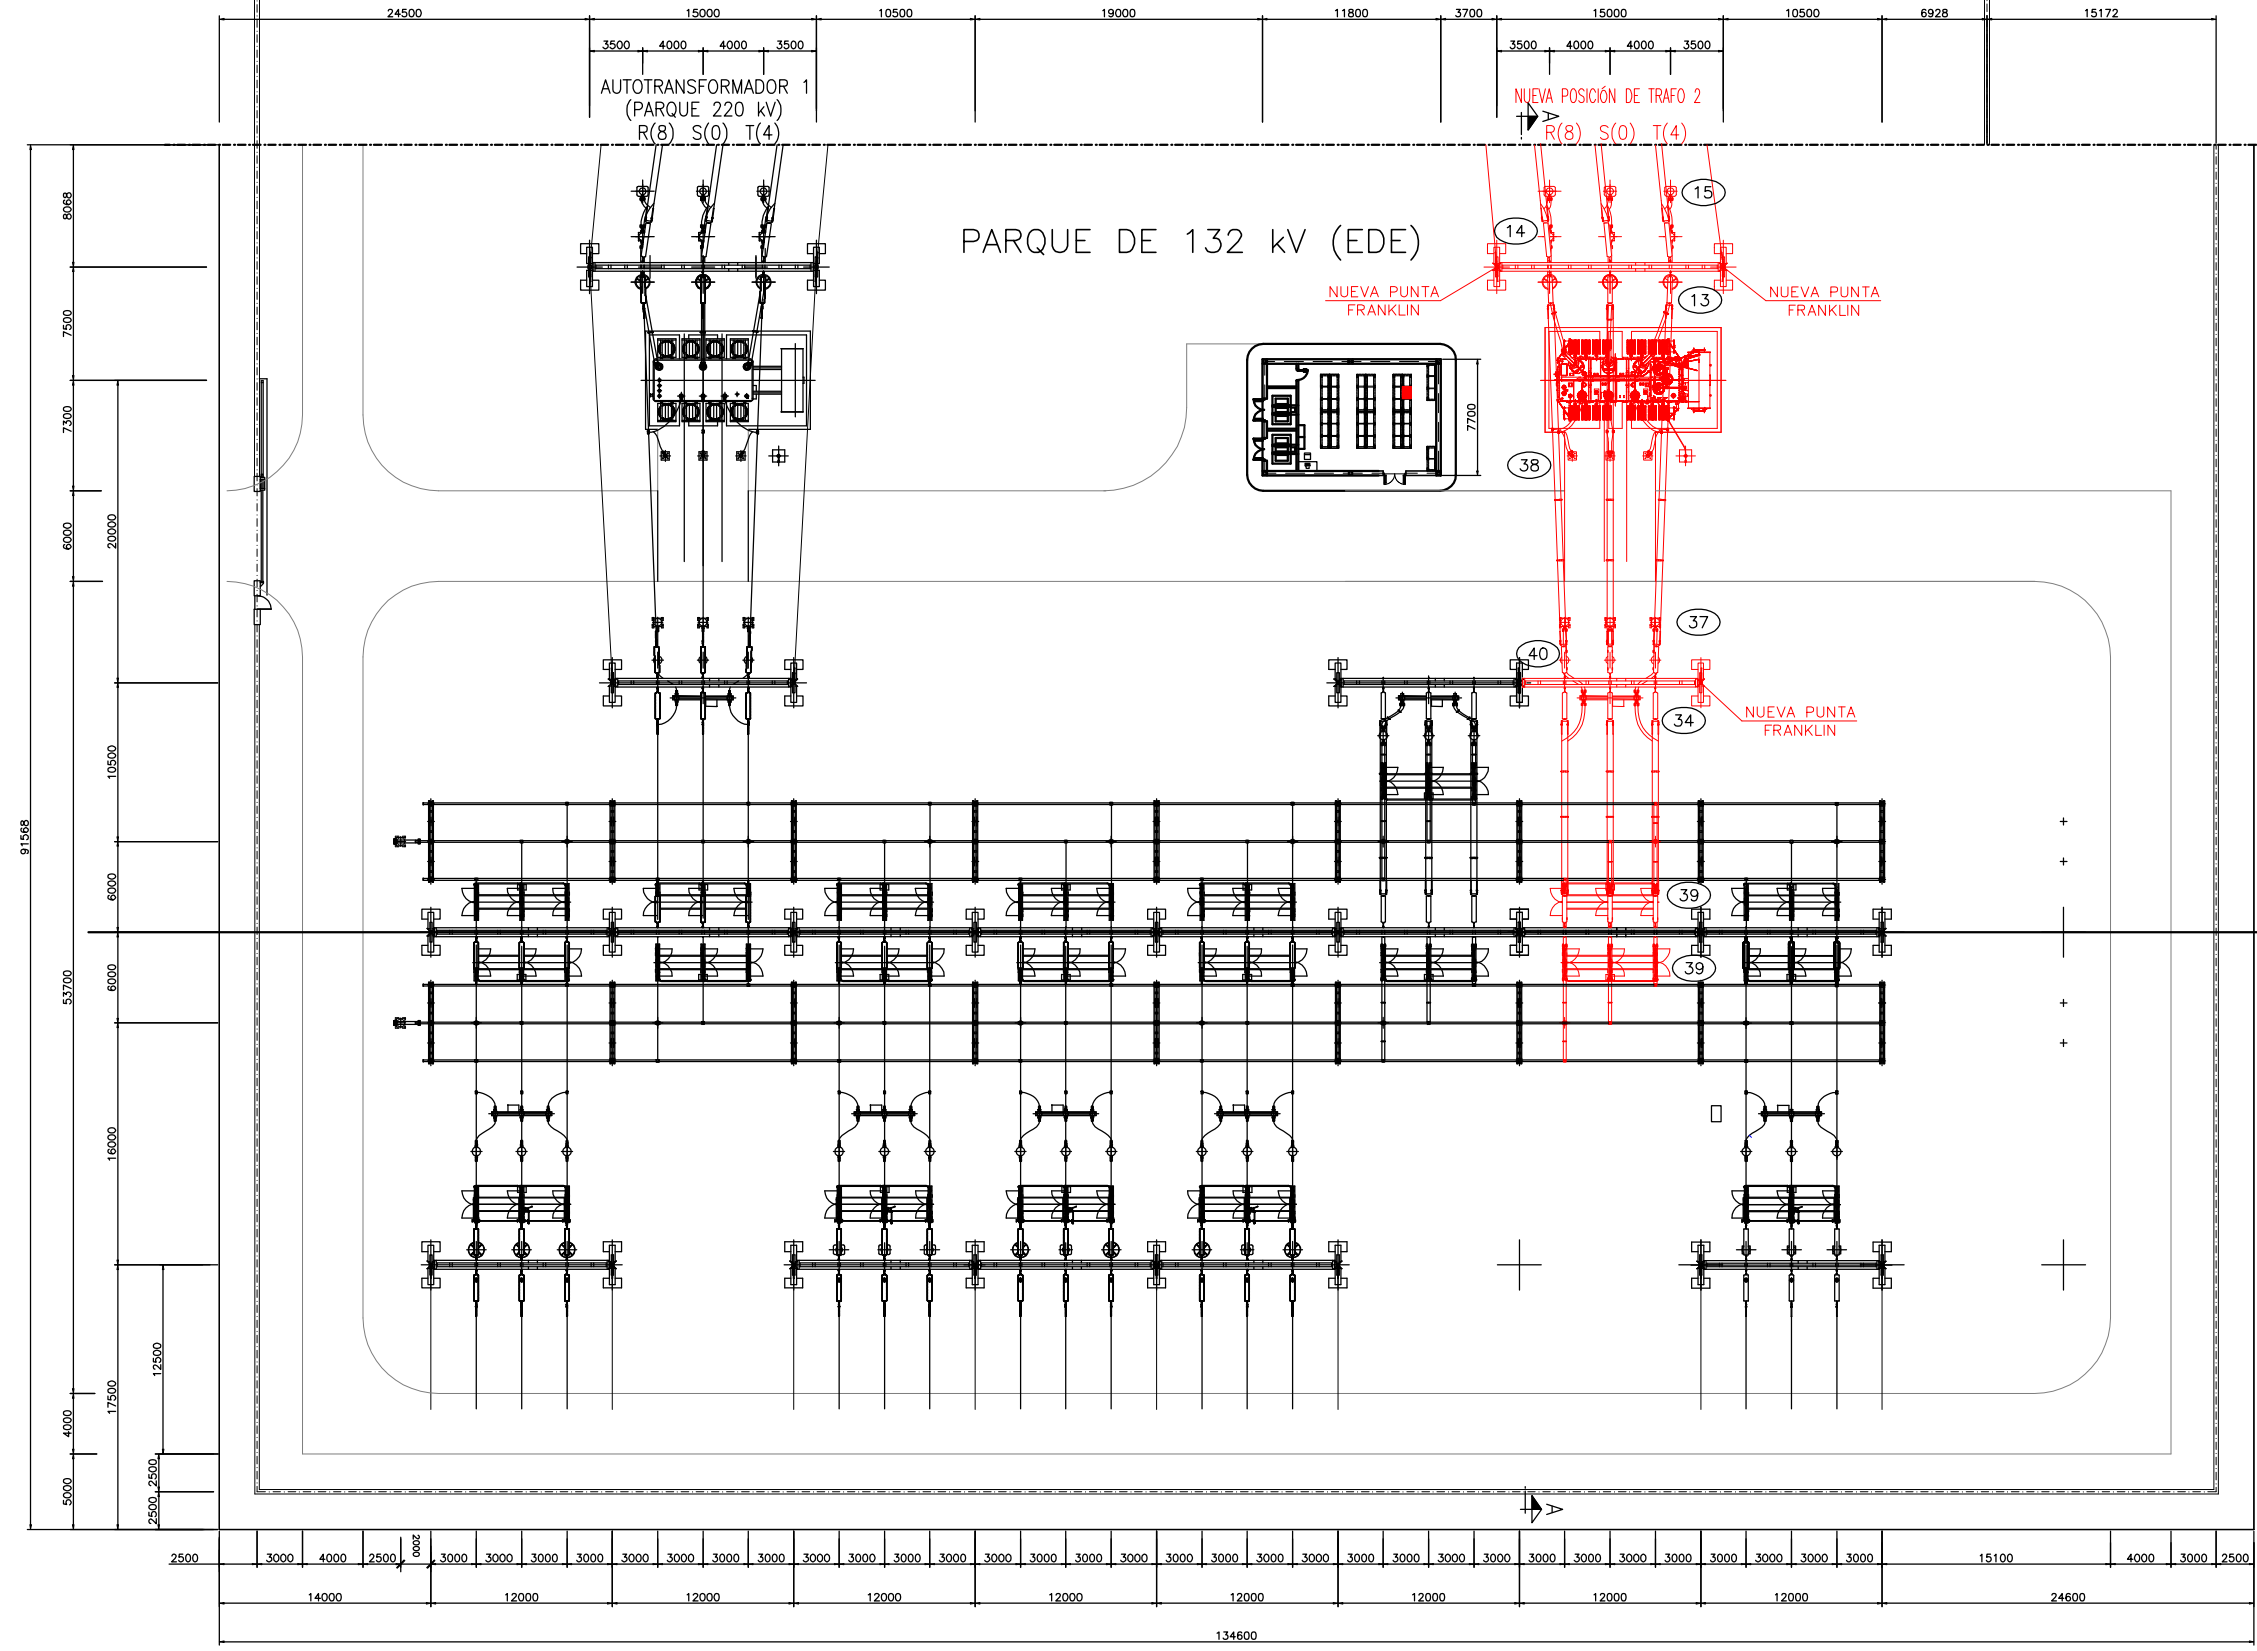 24500 15000 10500 19000 11800 3700 15000 10500 6928 15172
3500 4000 4000 3500 3500 4000 4000 3500
AUTOTRANSFORMADOR 1
(PARQUE 220 kV)
R(8) S(0) T(4)
NUEVA POSICIÓN DE TRAFO 2
A
R(8) S(0) T(4)
15
14
PARQUE DE 132 kV (EDE)
NUEVA PUNTA
FRANKLIN
13
NUEVA PUNTA
FRANKLIN
7700
38
37
40
34
NUEVA PUNTA
FRANKLIN
39
39
A
8068
7500
7300
6000
20000
10500
91568
6000
53700
6000
16000
12500
17500
4000
2500
5000
2500
2500 3000 4000 2500 2000 3000 3000 3000 3000 3000 3000 3000 3000 3000 3000 3000 3000 3000 3000 3000 3000 3000 3000 3000 3000 3000 3000 3000 3000 3000 3000 3000 3000 3000 3000 3000 3000 15100 4000 3000 2500
14000 12000 12000 12000 12000 12000 12000 12000 12000 24600
134600